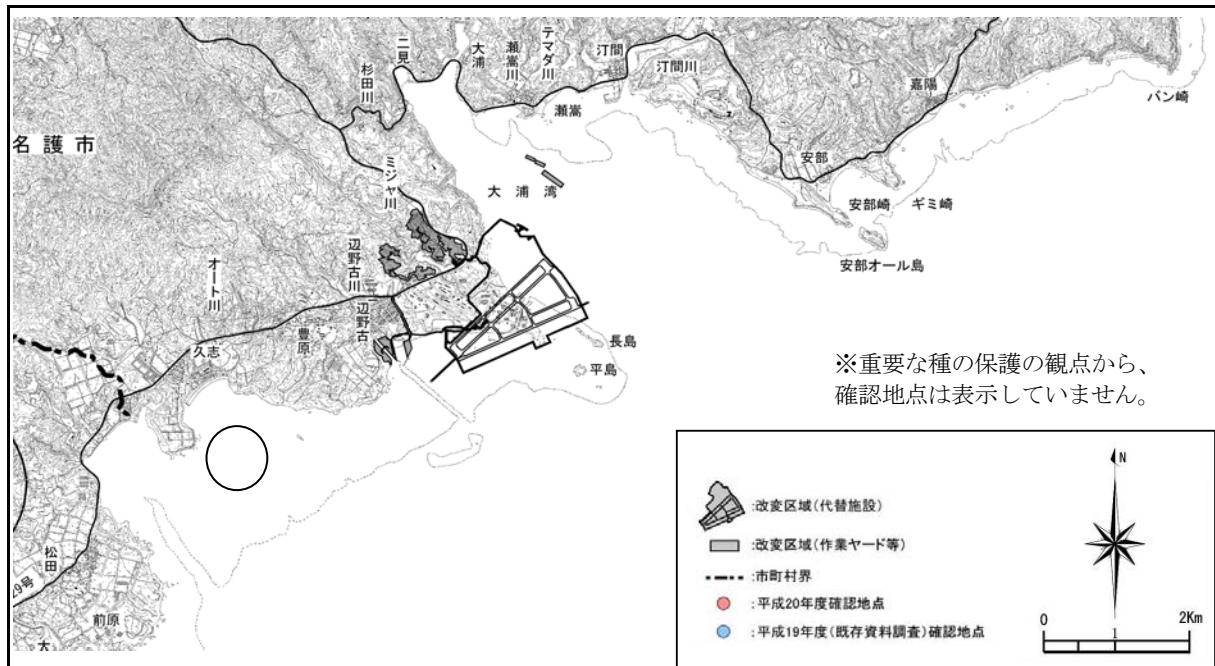 名護市
杉田川
二見
大浦
瀬嵩川
テマダ川
汀間
汀間川
瀬嵩
嘉陽
バン崎
安部
安部崎
ギミ崎
安部オール島
大浦湾
ミジャ川
辺野古川
辺野古
オート川
豊原
久志
長島
平島
松田
29号
前原
大
※重要な種の保護の観点から、
確認地点は表示していません。
:改変区域(代替施設)
:改変区域(作業ヤード等)
:市町村界
:平成20年度確認地点
:平成19年度(既存資料調査)確認地点
N
0 1 2Km